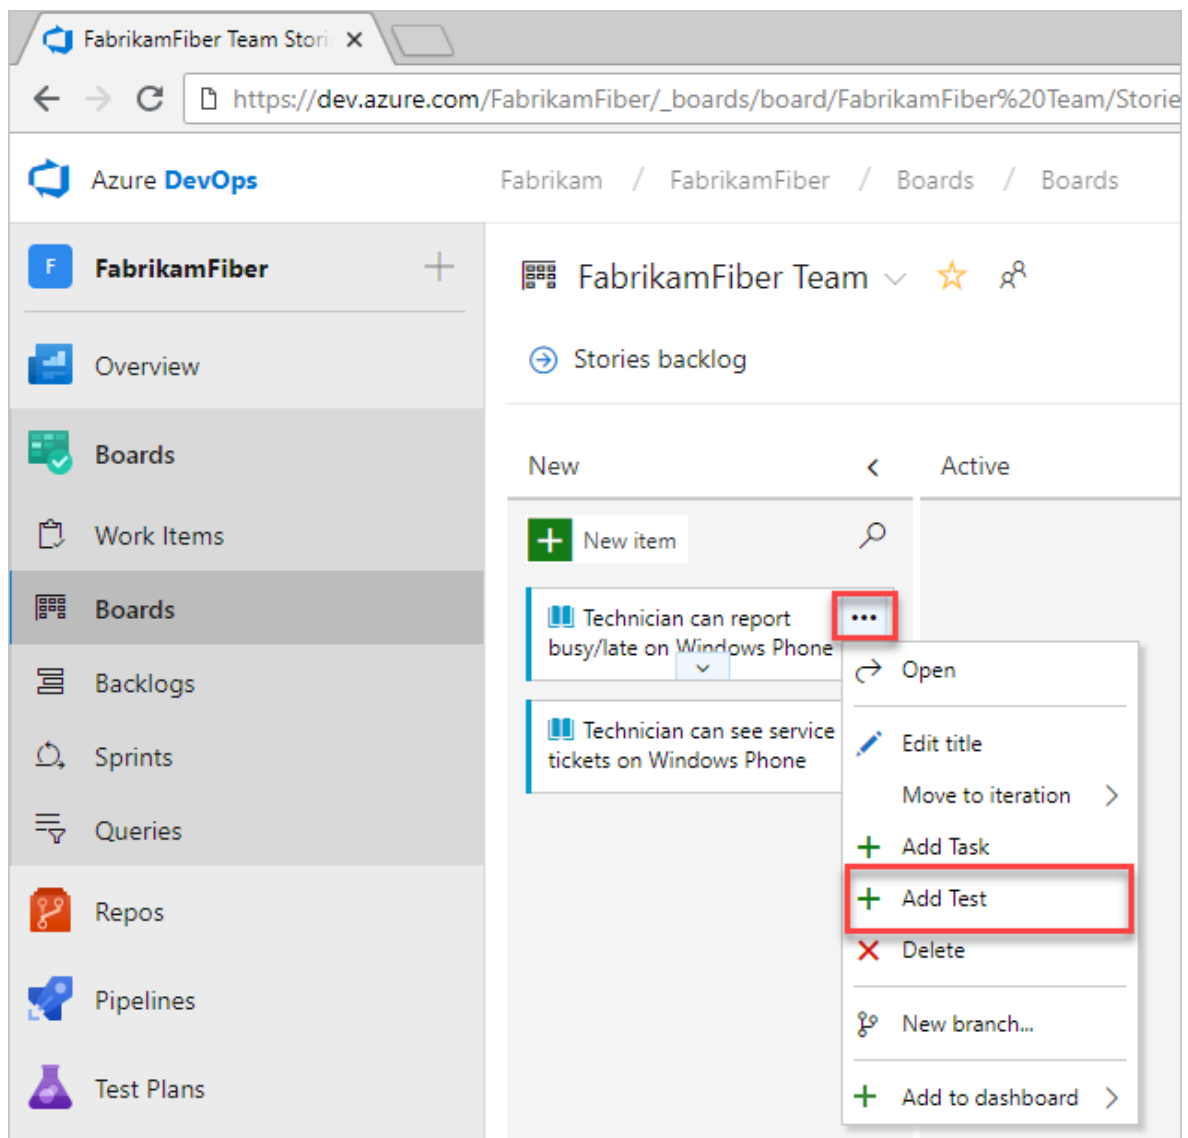 FabrikamFiber Team Stori
https://dev.azure.com/FabrikamFiber/_boards/board/FabrikamFiber%20Team/Storie
Azure DevOps
Fabrikam / FabrikamFiber / Boards / Boards
F FabrikamFiber
FabrikamFiber Team
Overview
Stories backlog
Boards
New
Active
Work Items
New item
Boards
Technician can report
busy/late on Windows Phone
Backlogs
Technician can see service
tickets on Windows Phone
Sprints
Queries
Repos
Pipelines
Test Plans
Open
Edit title
Move to iteration
Add Task
Add Test
Delete
New branch...
Add to dashboard